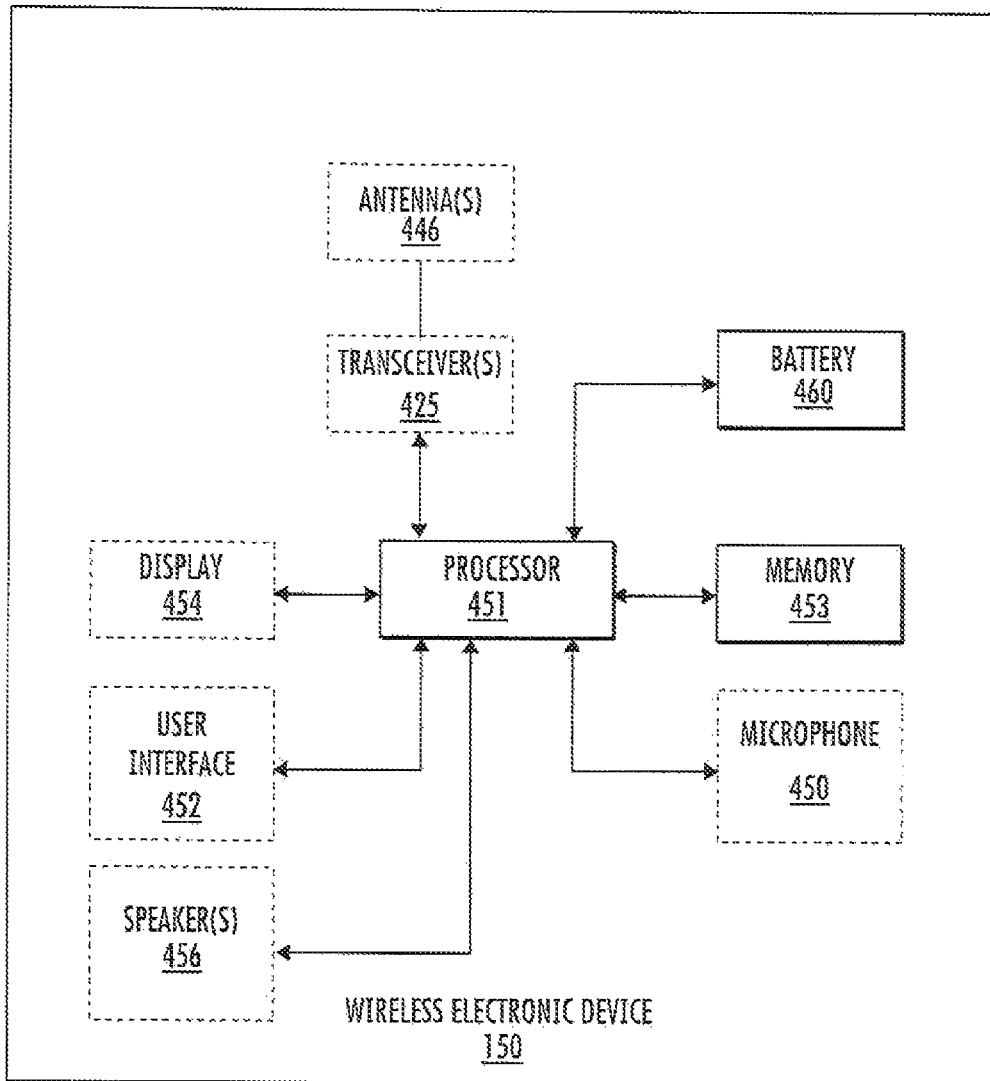 ANTENNA(S)
446
TRANSCEIVER(S)
425
BATTERY
460
DISPLAY
454
PROCESSOR
451
MEMORY
453
USER
INTERFACE
452
MICROPHONE
450
SPEAKER(S)
456
WIRELESS ELECTRONIC DEVICE
150